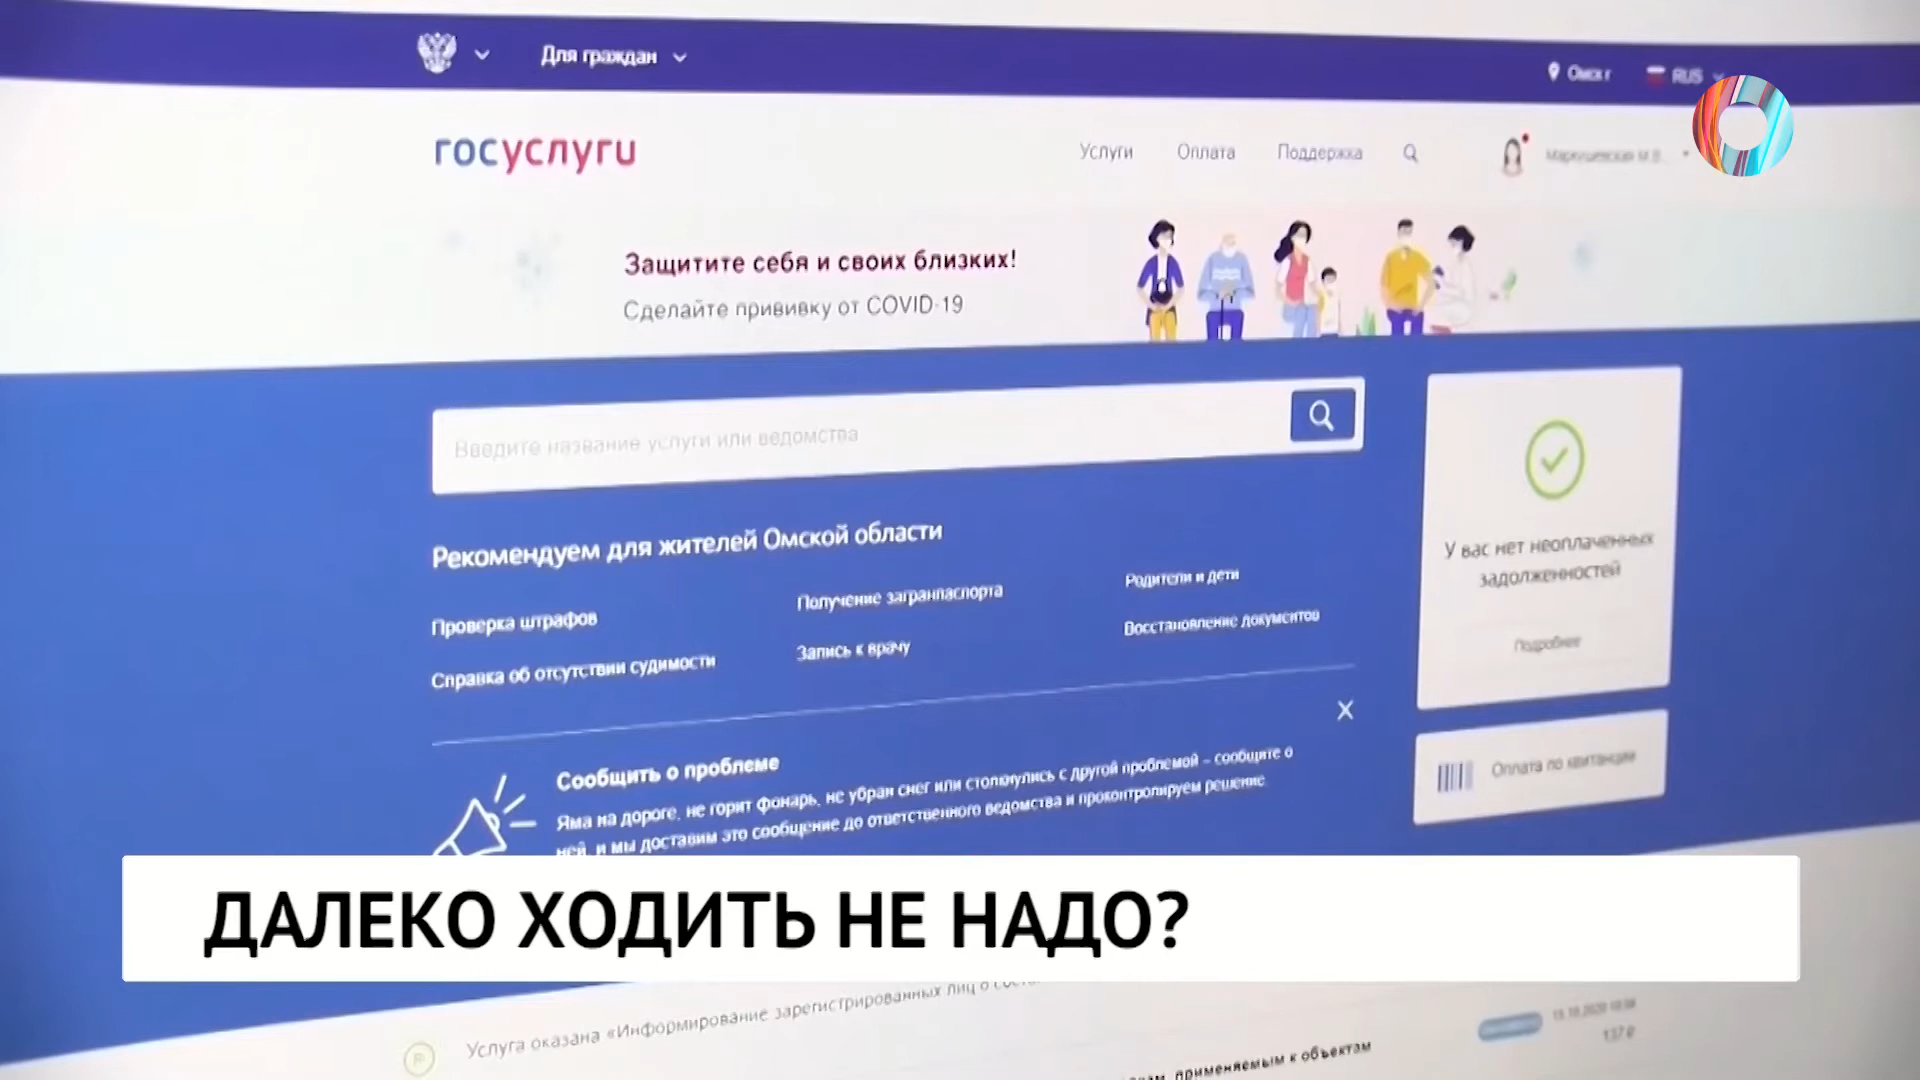 Для граждан
Омск г
RUS
госуслуги
Услуги
Оплата
Поддержка
Защитите себя и своих близких!
Сделайте прививку от COVID-19
Введите название услуги или ведомства
Рекомендуем для жителей Омской области
Проверка штрафов
Получение загранпаспорта
Родители и дети
Справка об отсутствии судимости
Запись к врачу
Восстановление документов
У вас нет неоплаченных
задолженностей
Подробнее
Оплата по квитанции
Сообщить о проблеме
Яма на дороге, не горит фонарь, не убран снег или столкнулись с другой проблемой – сообщите о
ней, и мы доставим это сообщение до ответственного ведомства и проконтролируем решение
ДАЛЕКО ХОДИТЬ НЕ НАДО?
Услуга оказана «Информирование зарегистрированных лиц о
применяемым к объектам